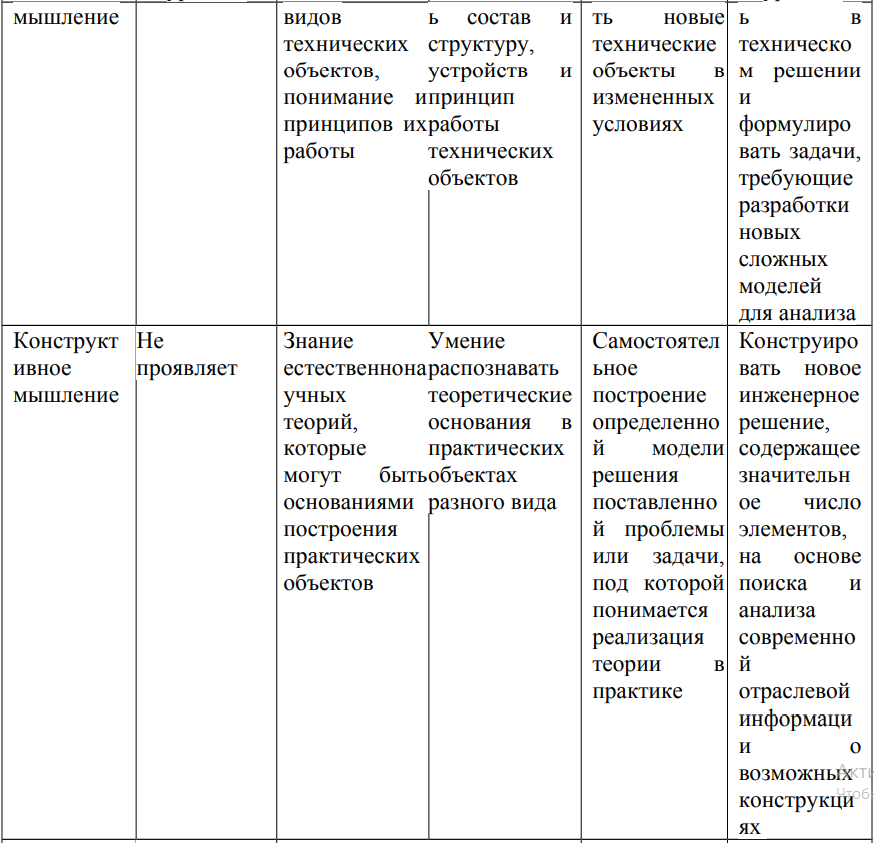 мышление
видов
технических
объектов,
понимание и
принципов их
работы
ь состав и
структуру,
устройств и
принцип
работы
технических
объектов
ть новые
технические
объекты в
измененных
условиях
ь в
техническо
м решении
и
формулиро
вать задачи,
требующие
разработки
новых
сложных
моделей
для анализа
Конструкт
ивное
мышление
Не
проявляет
Знание
естественнона
учных
теорий,
которые
могут быть
основаниями
построения
практических
объектов
Умение
распознавать
теоретические
основания в
практических
объектах
разного вида
Самостоятел
ьное
построение
определенно
й модели
решения
поставленно
й проблемы
или задачи,
под которой
понимается
реализация
теории в
практике
Конструиро
вать новое
инженерное
решение,
содержащее
значительн
ое число
элементов,
на основе
поиска и
анализа
современно
й
отраслевой
информаци
и о
возможных
конструкци
ях
Акти
Чтоб